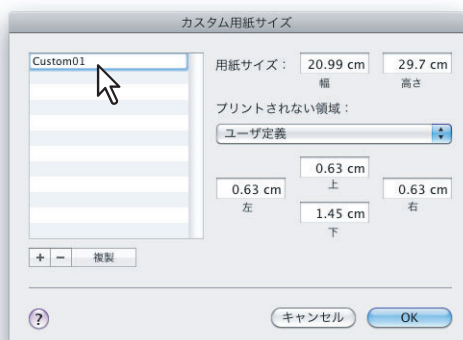 カスタム用紙サイズ
Custom01
用紙サイズ： 20.99 cm 29.7 cm
幅 高さ
プリントされない領域：
ユーザ定義
0.63 cm
上
0.63 cm 0.63 cm
左 右
1.45 cm
下
+ − 複製
? キャンセル OK